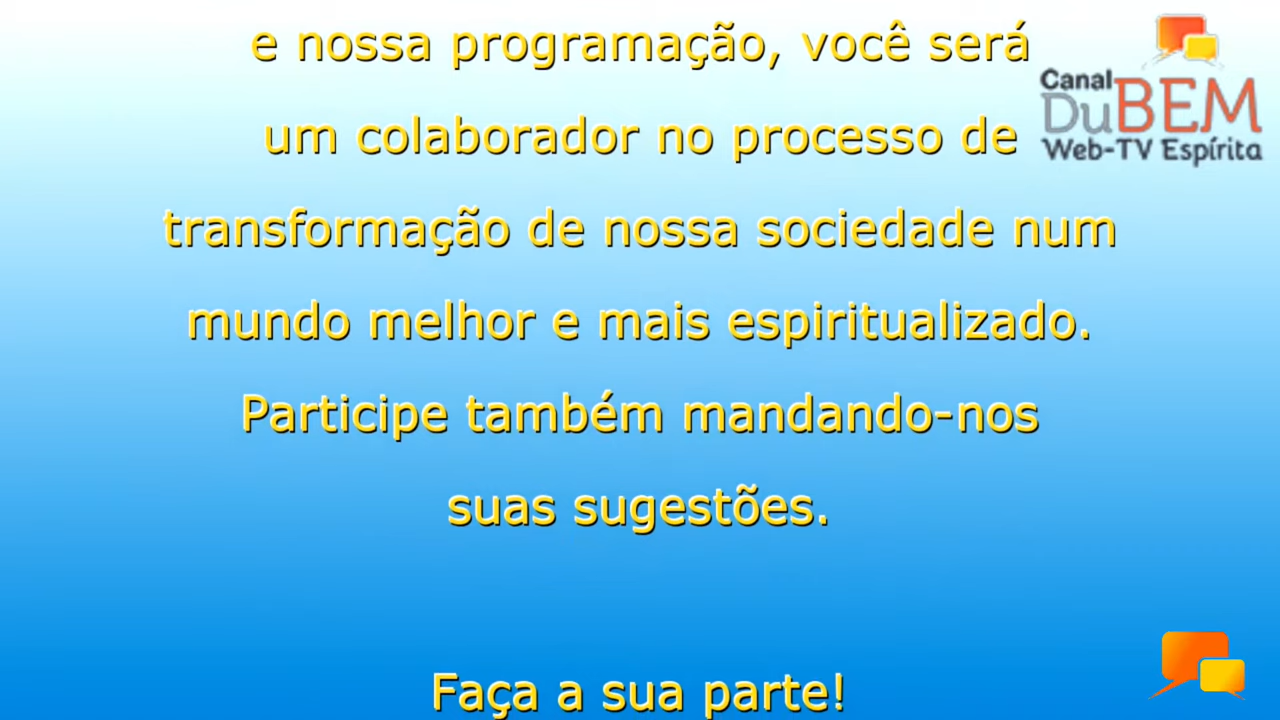 e nossa programação, você será
um colaborador no processo de
transformação de nossa sociedade num
mundo melhor e mais espiritualizado.
Participe também mandando-nos
suas sugestões.
Faça a sua parte!
Canal
DuBEM
Web-TV Espírita